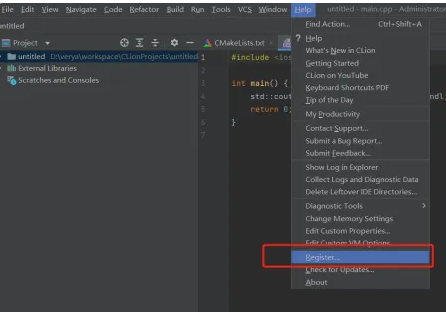 File Edit View Navigate Code Refactor Build Run Tools VCS Window Help untitled - main.cpp - Administrat
untitled
Project
CMakeLists.txt
untitled D:\verya\workspace\CLionProjects\untitled
External Libraries
Scratches and Consoles
1 #include <ios
2
3 int main() {
4 std::cout
5 return 0;
6 }
7
Find Action... Ctrl+Shift+A
? Help
What's New in CLion
Getting Started
CLion on YouTube
Keyboard Shortcuts PDF
Tip of the Day
My Productivity
Contact Support...
Submit a Bug Report...
Submit Feedback...
Show Log in Explorer
Collect Logs and Diagnostic Data
Delete Leftover IDE Directories...
Diagnostic Tools
Change Memory Settings
Edit Custom Properties...
Edit Custom VM Options...
Register...
Check for Updates...
About